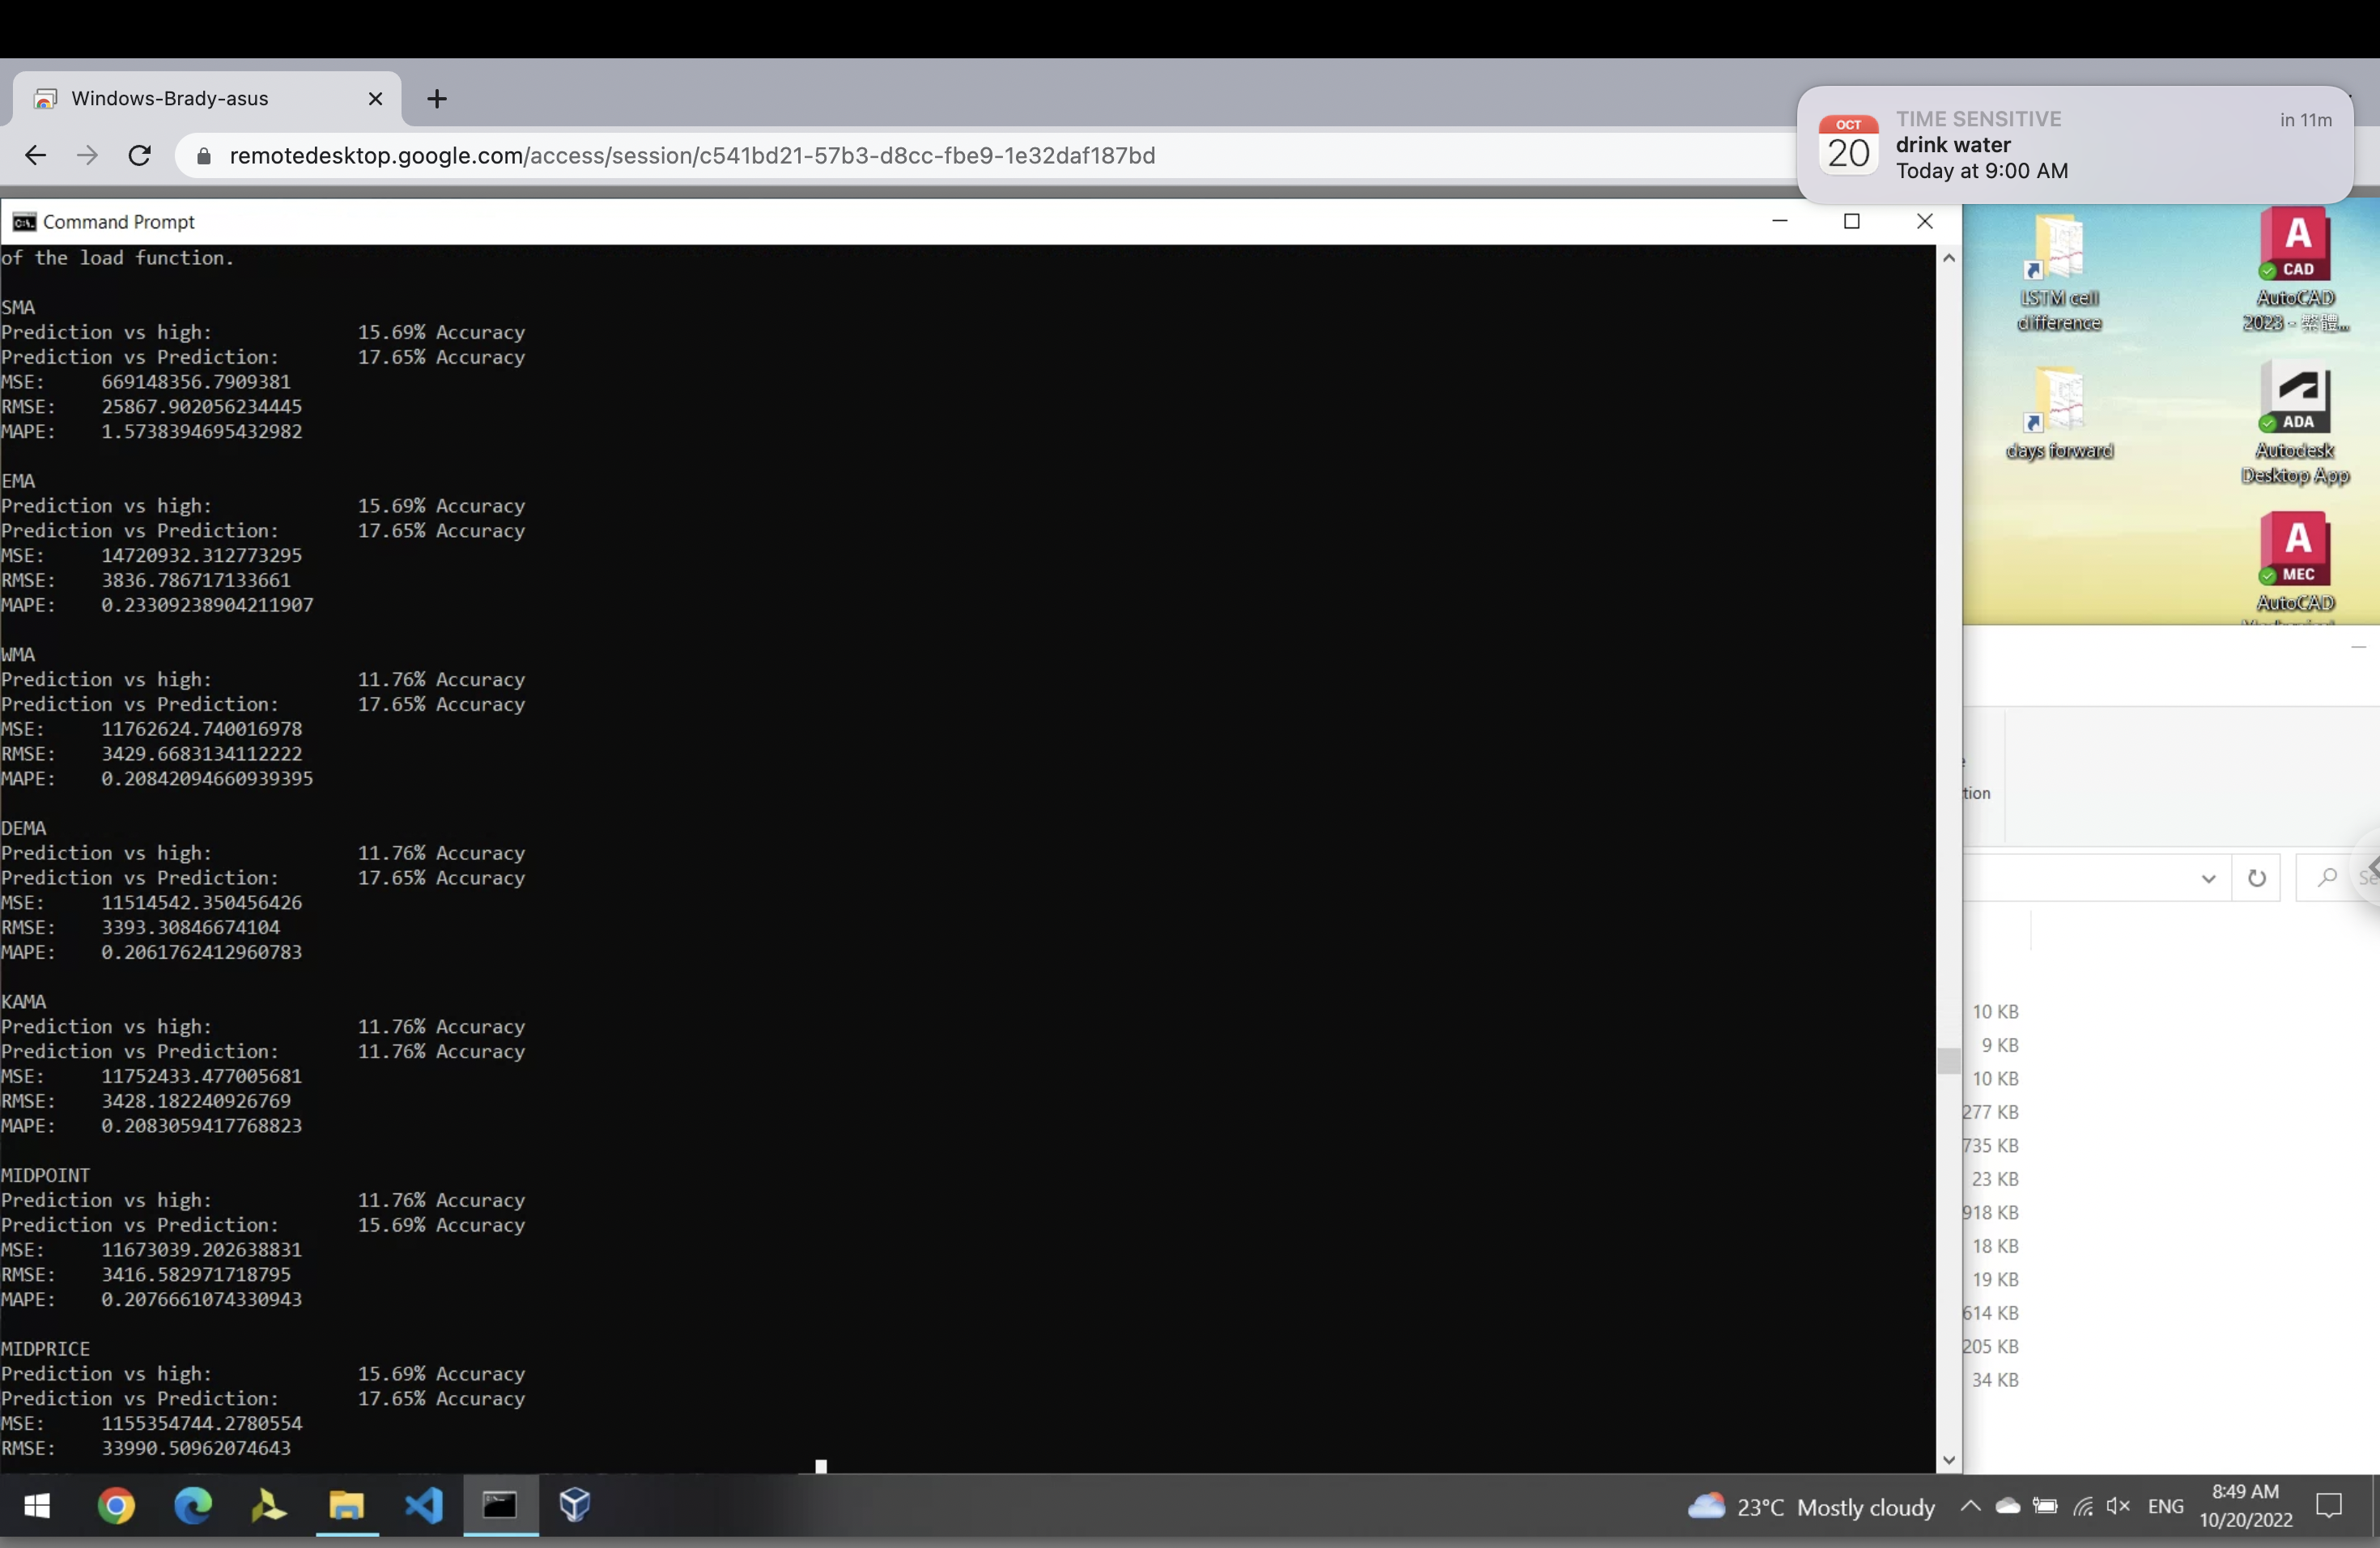 Windows-Brady-asus
remotedesktop.google.com/access/session/c541bd21-57b3-d8cc-fbe9-1e32daf187bd
OCT
20
TIME SENSITIVE
in 11m
drink water
Today at 9:00 AM
Command Prompt
of the load function.
SMA
Prediction vs high: 15.69% Accuracy
Prediction vs Prediction: 17.65% Accuracy
MSE: 669148356.7909381
RMSE: 25867.902056234445
MAPE: 1.5738394695432982
EMA
Prediction vs high: 15.69% Accuracy
Prediction vs Prediction: 17.65% Accuracy
MSE: 14720932.312773295
RMSE: 3836.786717133661
MAPE: 0.23309238904211907
WMA
Prediction vs high: 11.76% Accuracy
Prediction vs Prediction: 17.65% Accuracy
MSE: 11762624.740016978
RMSE: 3429.6683134112222
MAPE: 0.20842094660939395
DEMA
Prediction vs high: 11.76% Accuracy
Prediction vs Prediction: 17.65% Accuracy
MSE: 11514542.350456426
RMSE: 3393.30846674104
MAPE: 0.2061762412960783
KAMA
Prediction vs high: 11.76% Accuracy
Prediction vs Prediction: 11.76% Accuracy
MSE: 11752433.477005681
RMSE: 3428.182240926769
MAPE: 0.2083059417768823
MIDPOINT
Prediction vs high: 11.76% Accuracy
Prediction vs Prediction: 15.69% Accuracy
MSE: 11673039.202638831
RMSE: 3416.582971718795
MAPE: 0.2076661074330943
MIDPRICE
Prediction vs high: 15.69% Accuracy
Prediction vs Prediction: 17.65% Accuracy
MSE: 1155354744.2780554
RMSE: 33990.50962074643
LSTM cell
difference
days forward
A
CAD
AutoCAD
2023 - 繁體...
ADA
Autodesk
Desktop App
A
MEC
AutoCAD
tion
Se
10 KB
9 KB
10 KB
277 KB
735 KB
23 KB
918 KB
18 KB
19 KB
614 KB
205 KB
34 KB
23°C Mostly cloudy
ENG
8:49 AM
10/20/2022